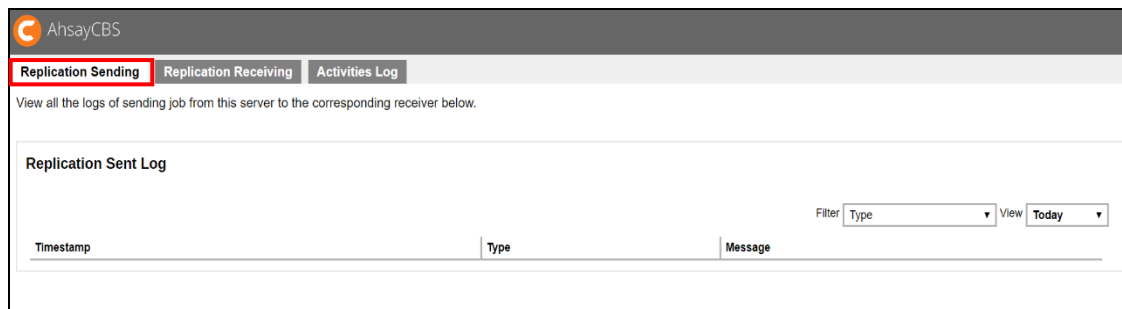 AhsayCBS
Replication Sending Replication Receiving Activities Log
View all the logs of sending job from this server to the corresponding receiver below.
Replication Sent Log
Filter Type View Today
Timestamp Type Message